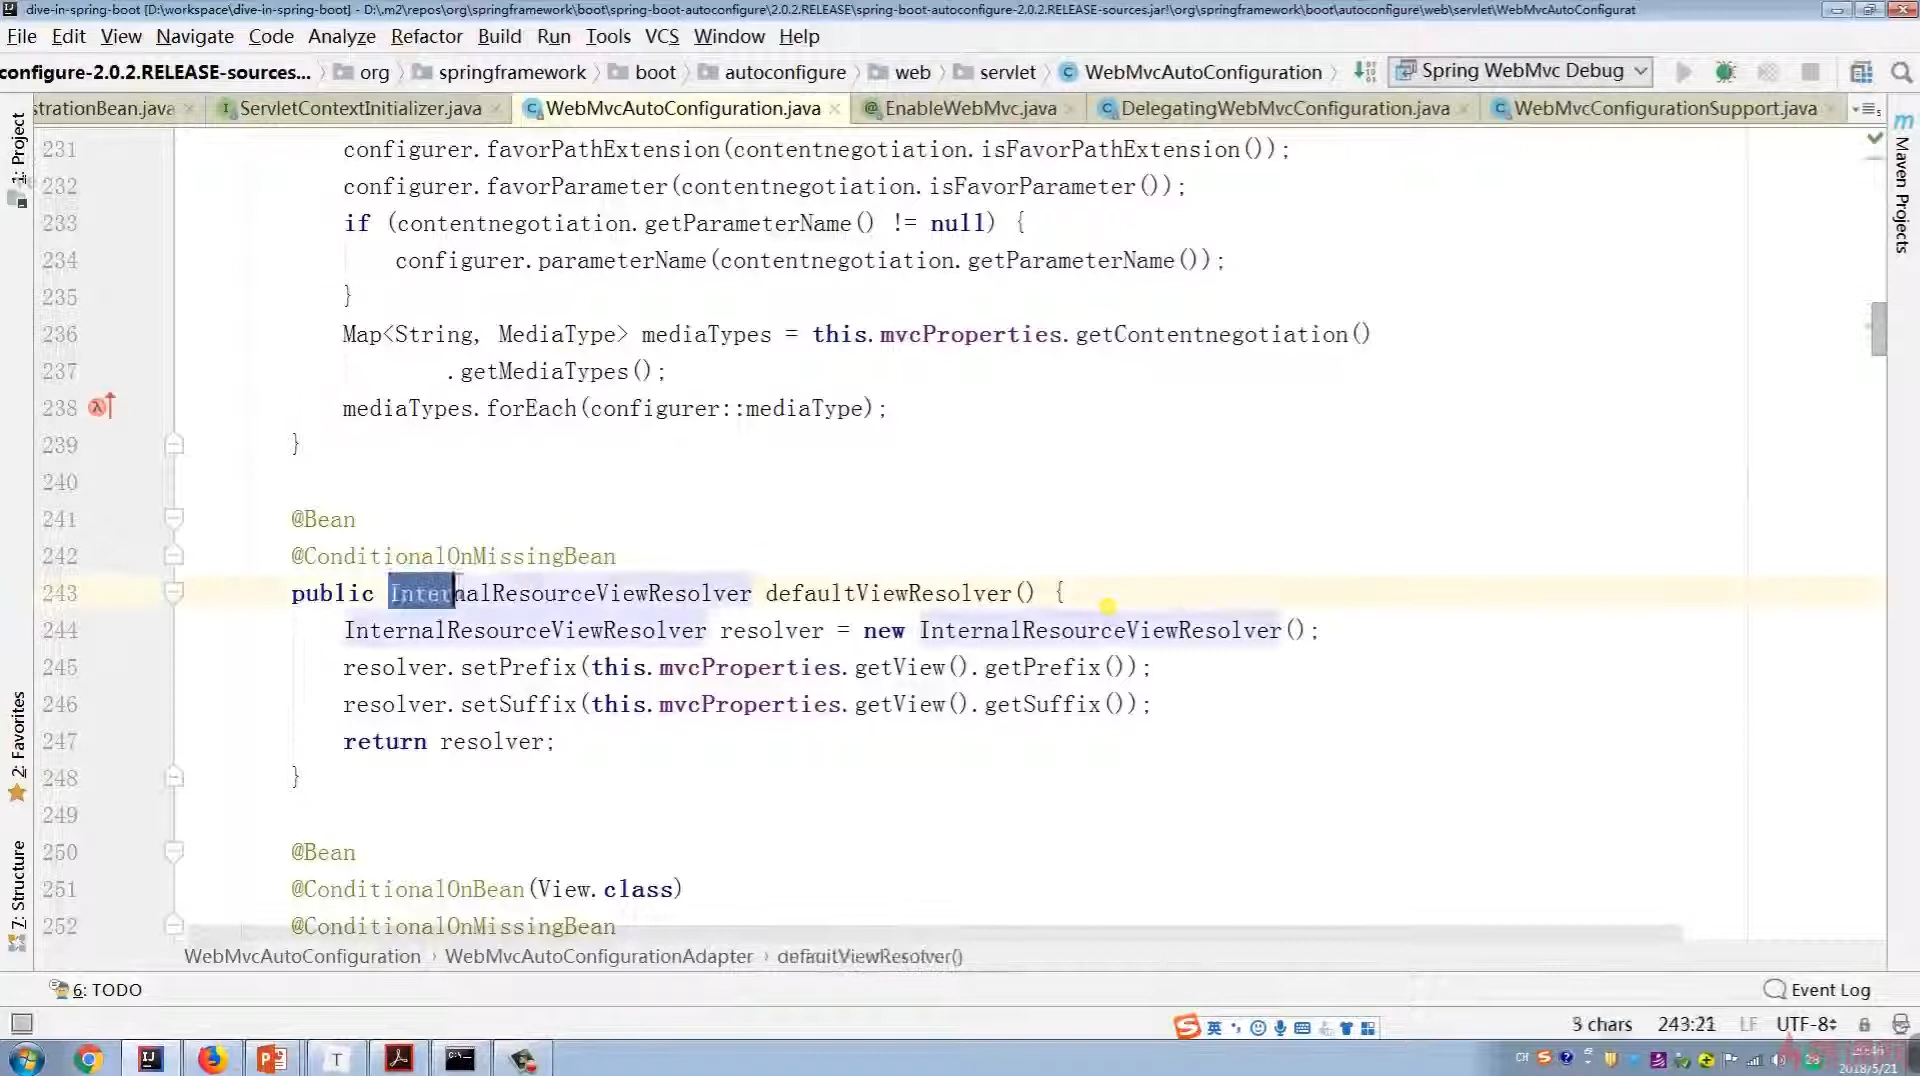 dive-in-spring-boot [D:\workspace\dive-in-spring-boot] - D:\.m2\repos\org\springframework\boot\spring-boot-autoconfigure\2.0.2.RELEASE\spring-boot-autoconfigure-2.0.2.RELEASE-sources.jar!\org\springframework\boot\autoconfigure\web\servlet\WebMvcAutoConfigurat
File Edit View Navigate Code Analyze Refactor Build Run Tools VCS Window Help
configure-2.0.2.RELEASE-sources... org springframework boot autoconfigure web servlet WebMvcAutoConfiguration Spring WebMvc Debug
strationBean.java ServletContextInitializer.java WebMvcAutoConfiguration.java EnableWebMvc.java DelegatingWebMvcConfiguration.java WebMvcConfigurationSupport.java
1: Project
2: Favorites
7: Structure
Maven Projects
231 configurer.favorPathExtension(contentnegotiation.isFavorPathExtension());
232 configurer.favorParameter(contentnegotiation.isFavorParameter());
233 if (contentnegotiation.getParameterName() != null) {
234 configurer.parameterName(contentnegotiation.getParameterName());
235 }
236 Map<String, MediaType> mediaTypes = this.mvcProperties.getContentnegotiation()
237 .getMediaTypes();
238 mediaTypes.forEach(configurer::mediaType);
239 }
240
241 @Bean
242 @ConditionalOnMissingBean
243 public InternalResourceViewResolver defaultViewResolver() {
244 InternalResourceViewResolver resolver = new InternalResourceViewResolver();
245 resolver.setPrefix(this.mvcProperties.getView().getPrefix());
246 resolver.setSuffix(this.mvcProperties.getView().getSuffix());
247 return resolver;
248 }
249
250 @Bean
251 @ConditionalOnBean(View.class)
252 @ConditionalOnMissingBean
WebMvcAutoConfiguration › WebMvcAutoConfigurationAdapter › defaultViewResolver()
6: TODO Event Log
英
3 chars 243:21 LF UTF-8
CH
2018/5/21